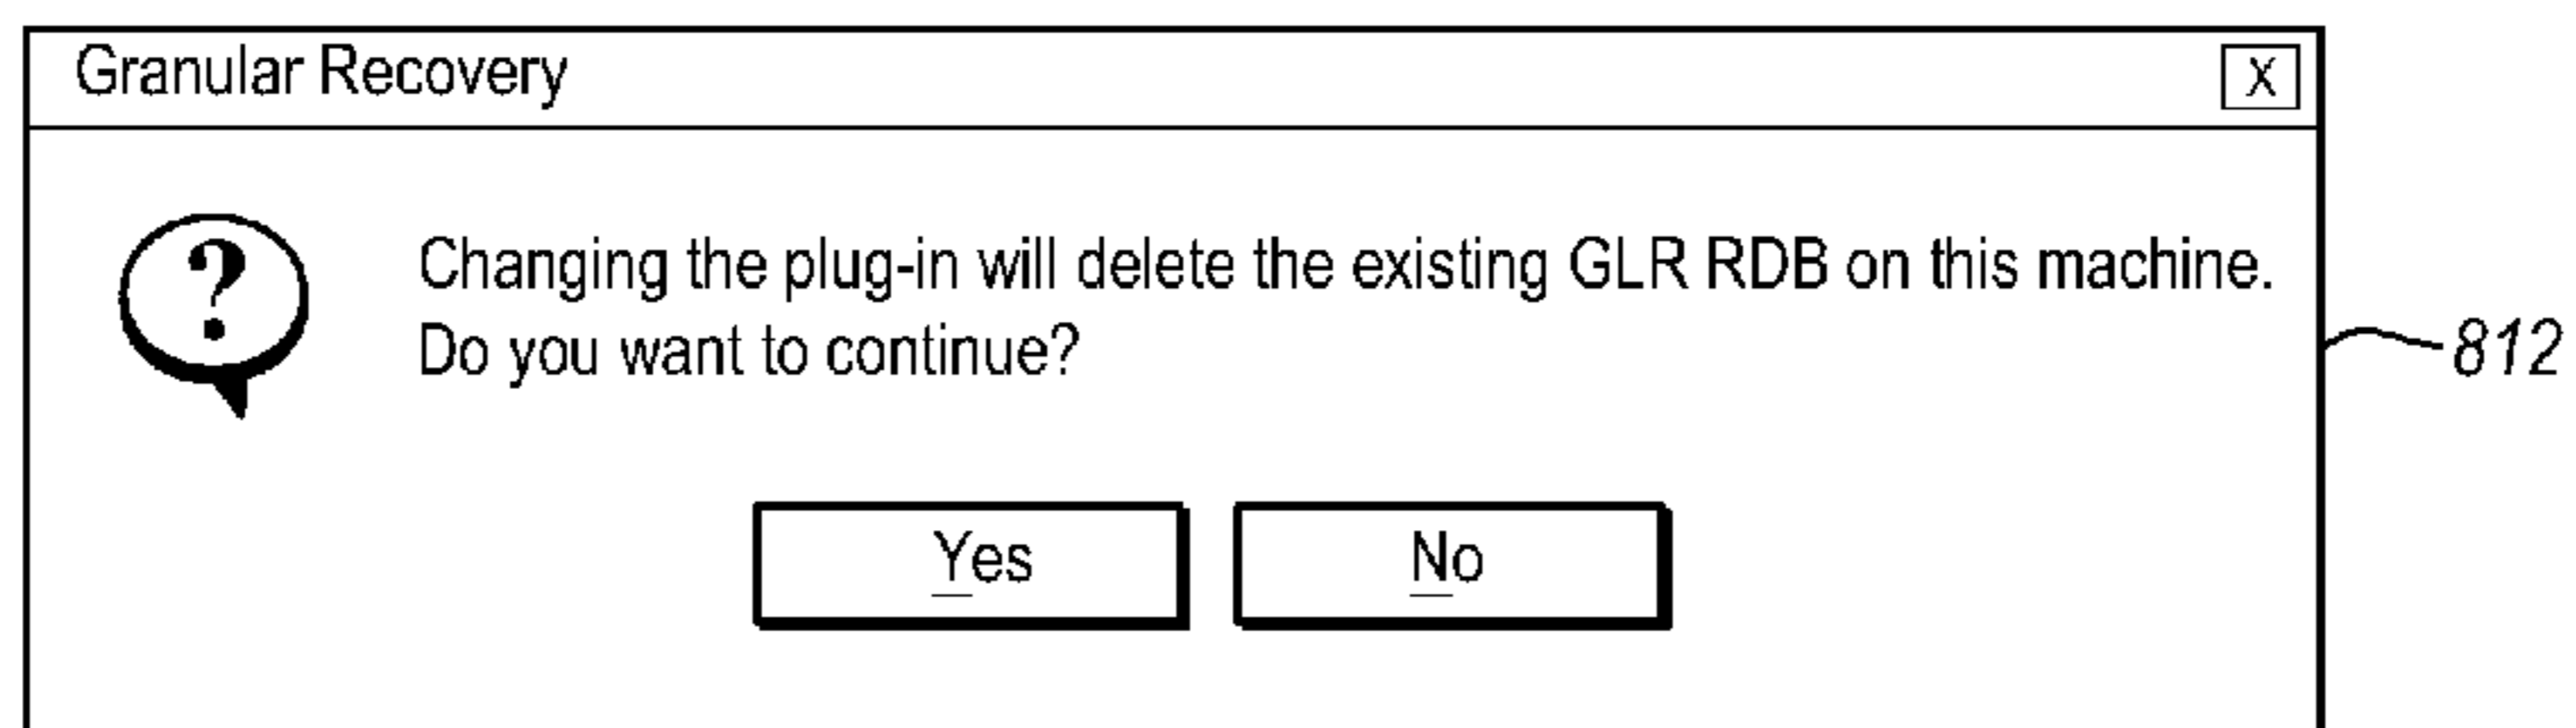 Granular Recovery X
?
Changing the plug-in will delete the existing GLR RDB on this machine.
Do you want to continue?
812
Yes No